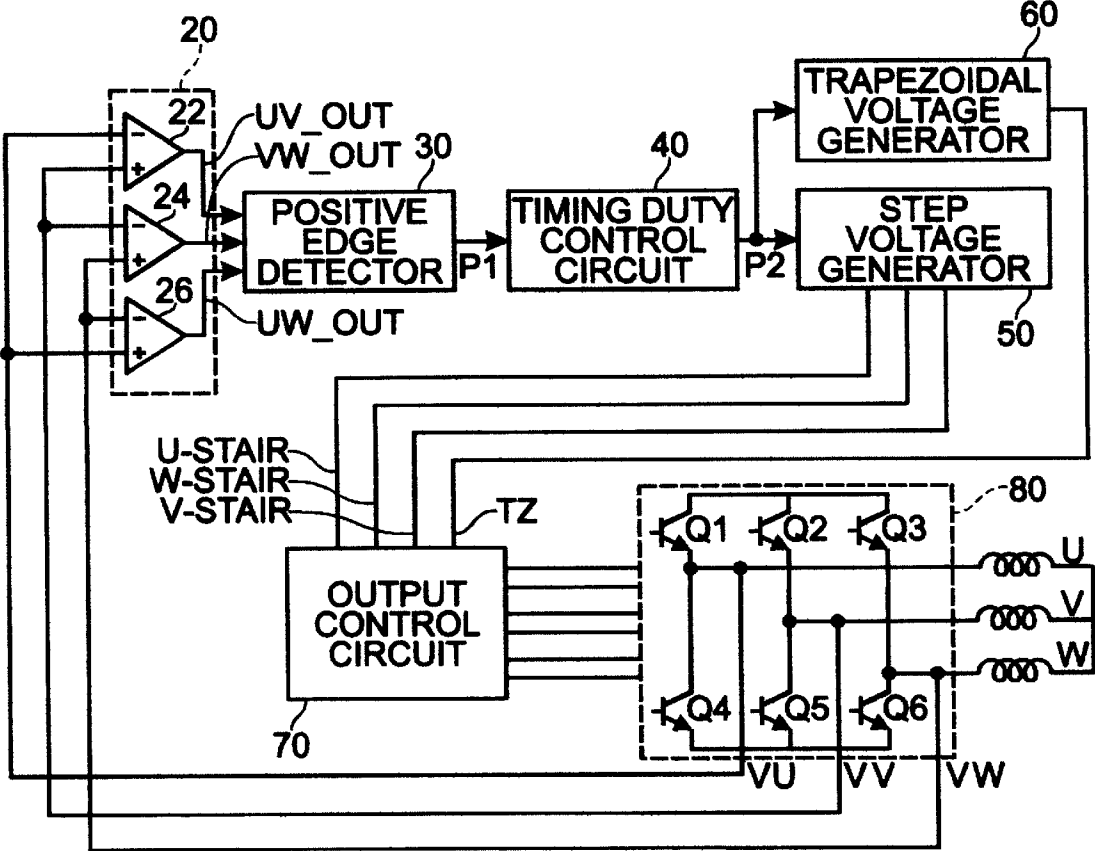 20
60
22
UV_OUT
VW_OUT
30
40
TRAPEZOIDAL
VOLTAGE
GENERATOR
-
+
24
-
+
POSITIVE
EDGE
DETECTOR
P1
TIMING DUTY
CONTROL
CIRCUIT
P2
STEP
VOLTAGE
GENERATOR
26
-
+
UW_OUT
50
U-STAIR
W-STAIR
V-STAIR
TZ
80
Q1
Q2
Q3
U
OUTPUT
CONTROL
CIRCUIT
V
W
Q4
Q5
Q6
70
VU
VV
VW